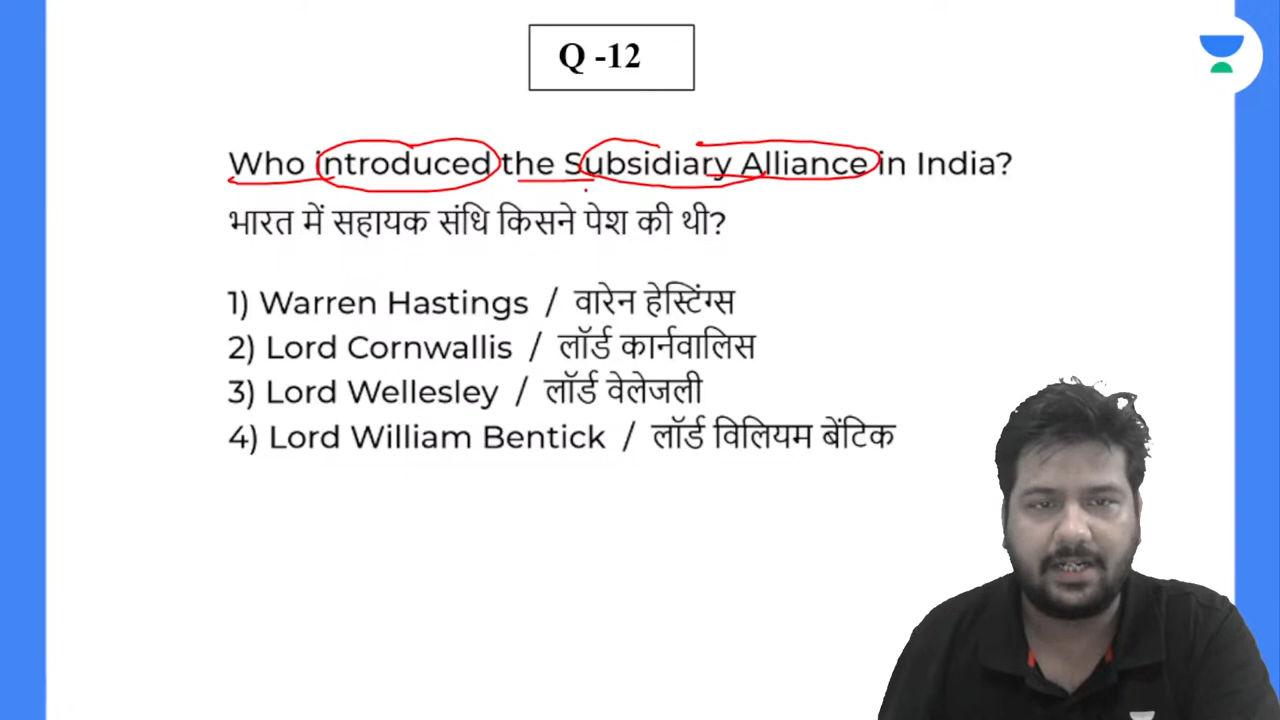 Q -12
Who introduced the Subsidiary Alliance in India?
भारत में सहायक संधि किसने पेश की थी?
1) Warren Hastings / वारेन हेस्टिंग्स
2) Lord Cornwallis / लॉर्ड कार्नवालिस
3) Lord Wellesley / लॉर्ड वेलेजली
4) Lord William Bentick / लॉर्ड विलियम बेंटिक